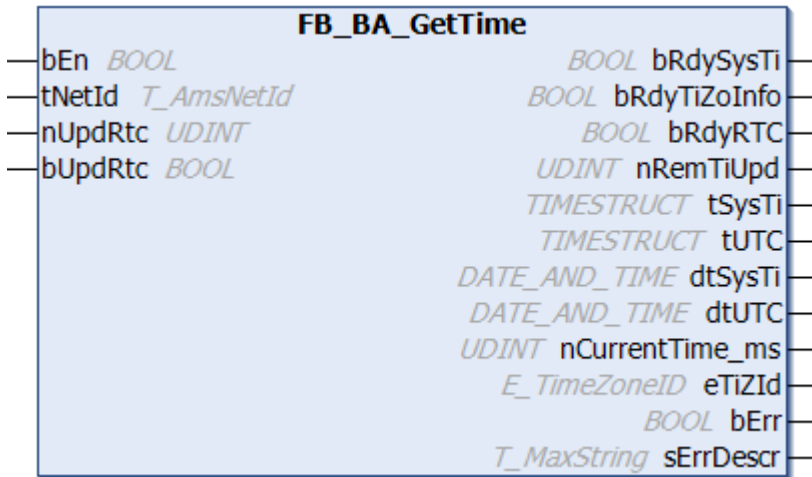 FB_BA_GetTime
bEn BOOL BOOL bRdySysTi
tNetId T_AmsNetId BOOL bRdyTiZoInfo
nUpdRtc UDINT BOOL bRdyRTC
bUpdRtc BOOL UDINT nRemTiUpd
TIMESTRUCT tSysTi
TIMESTRUCT tUTC
DATE_AND_TIME dtSysTi
DATE_AND_TIME dtUTC
UDINT nCurrentTime_ms
E_TimeZoneID eTiZId
BOOL bErr
T_MaxString sErrDescr